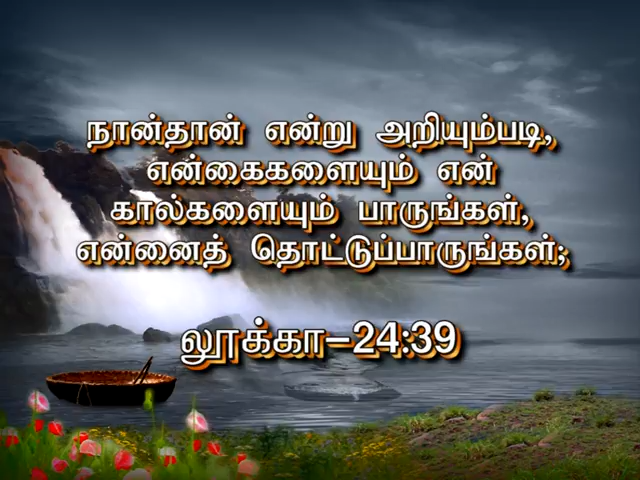 நான்தான் என்று அறியும்படி,
என்கைகளையும் என்
கால்களையும் பாருங்கள்,
என்னைத் தொட்டுப்பாருங்கள்;
லூக்கா-24:39